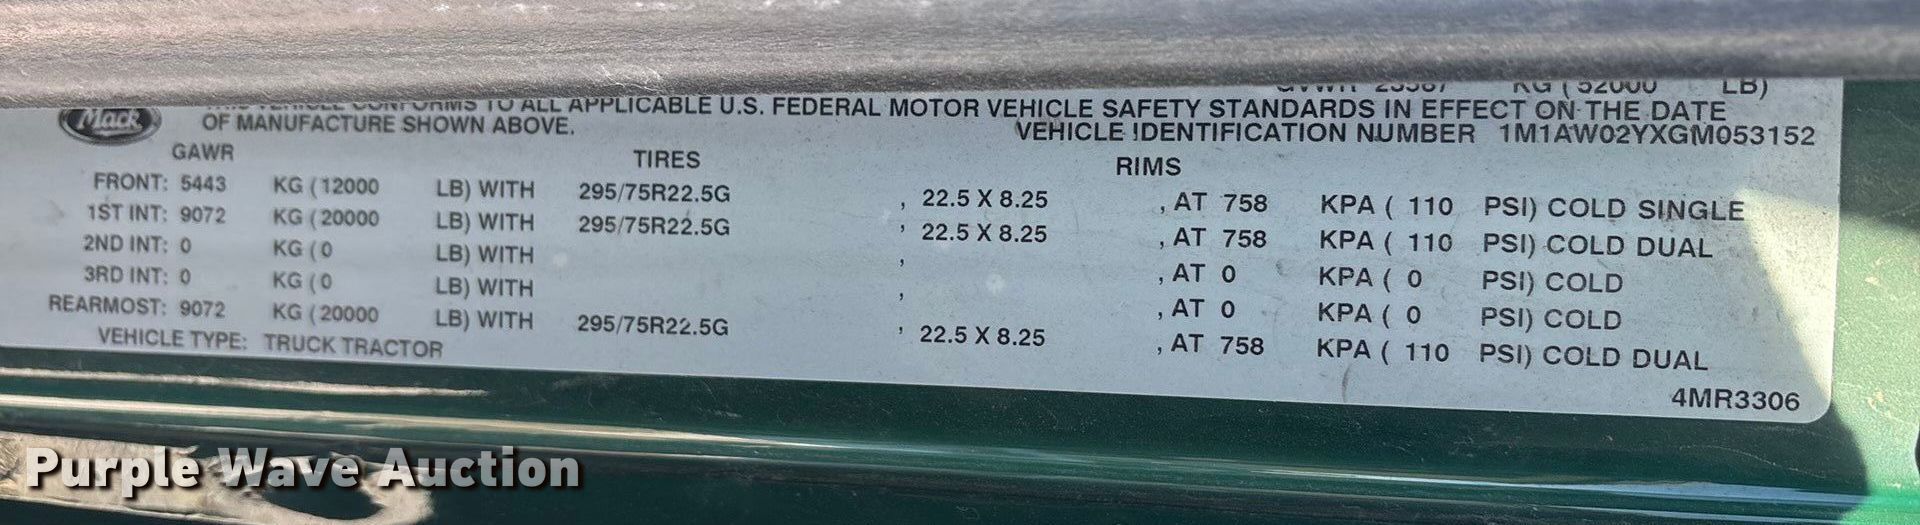 GVWR 23587 KG ( 52000 LB)
Mack
THIS VEHICLE CONFORMS TO ALL APPLICABLE U.S. FEDERAL MOTOR VEHICLE SAFETY STANDARDS IN EFFECT ON THE DATE
OF MANUFACTURE SHOWN ABOVE. VEHICLE IDENTIFICATION NUMBER 1M1AW02YXGM053152
GAWR TIRES RIMS
FRONT: 5443 KG ( 12000 LB) WITH 295/75R22.5G , 22.5 X 8.25 , AT 758 KPA ( 110 PSI) COLD SINGLE
1ST INT: 9072 KG ( 20000 LB) WITH 295/75R22.5G , 22.5 X 8.25 , AT 758 KPA ( 110 PSI) COLD DUAL
2ND INT: 0 KG ( 0 LB) WITH , , AT 0 KPA ( 0 PSI) COLD
3RD INT: 0 KG ( 0 LB) WITH , , AT 0 KPA ( 0 PSI) COLD
REARMOST: 9072 KG ( 20000 LB) WITH 295/75R22.5G , 22.5 X 8.25 , AT 758 KPA ( 110 PSI) COLD DUAL
VEHICLE TYPE: TRUCK TRACTOR
4MR3306
Purple Wave Auction